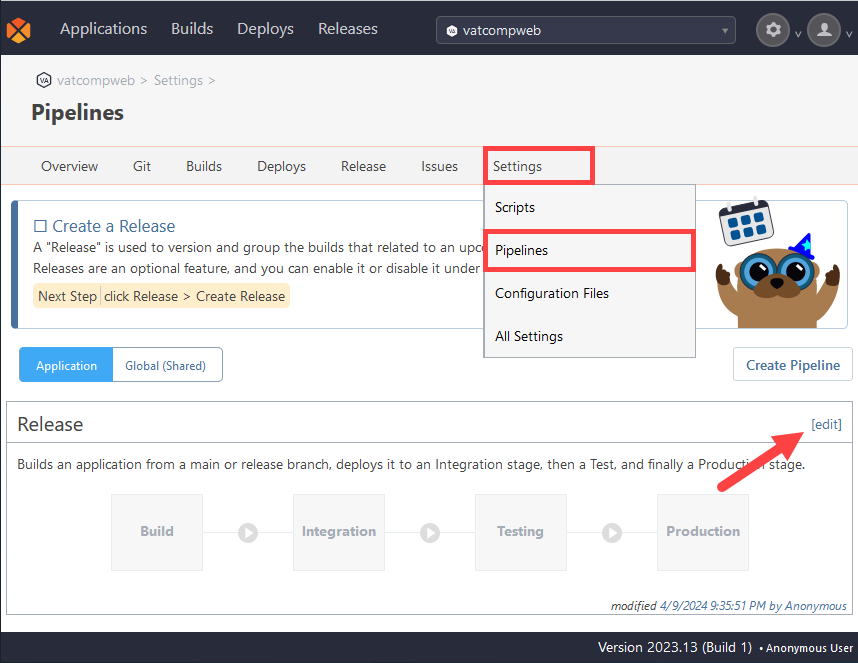 Applications Builds Deploys Releases vatcompweb
VA vatcompweb > Settings >
Pipelines
Overview Git Builds Deploys Release Issues Settings
Scripts
Pipelines
Configuration Files
All Settings
Create a Release
A "Release" is used to version and group the builds that related to an upco
Releases are an optional feature, and you can enable it or disable it under
Next Step click Release > Create Release
Application Global (Shared) Create Pipeline
Release [edit]
Builds an application from a main or release branch, deploys it to an Integration stage, then a Test, and finally a Production stage.
Build Integration Testing Production
modified 4/9/2024 9:35:51 PM by Anonymous
Version 2023.13 (Build 1) • Anonymous User